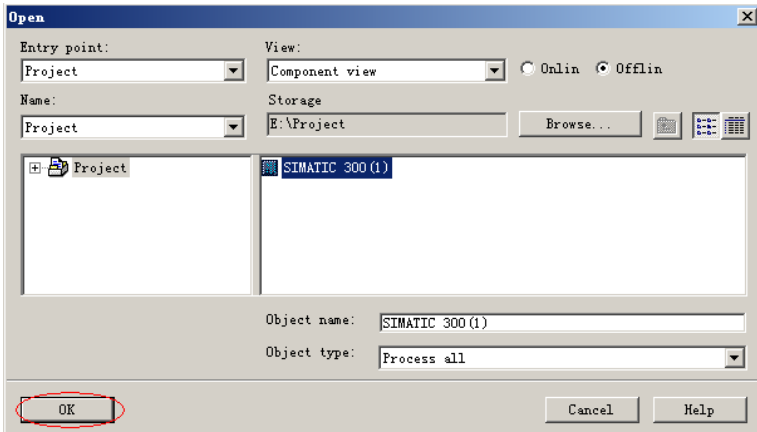 Open
Entry point:
View:
Project
Component view
Onlin
Offlin
Name:
Storage
Project
E:\Project
Browse...
Project
SIMATIC 300(1)
Object name:
SIMATIC 300(1)
Object type:
Process all
OK
Cancel
Help